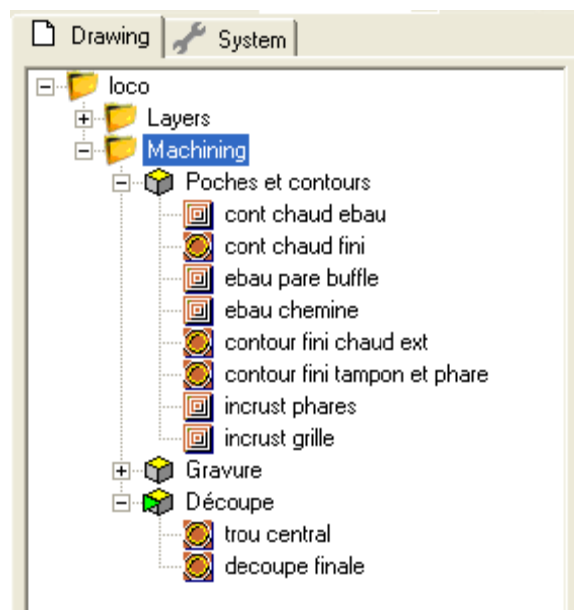 Drawing System
loco
Layers
Machining
Poches et contours
cont chaud ebau
cont chaud fini
ebau pare buffle
ebau chemine
contour fini chaud ext
contour fini tampon et phare
incrust phares
incrust grille
Gravure
Découpe
trou central
decoupe finale